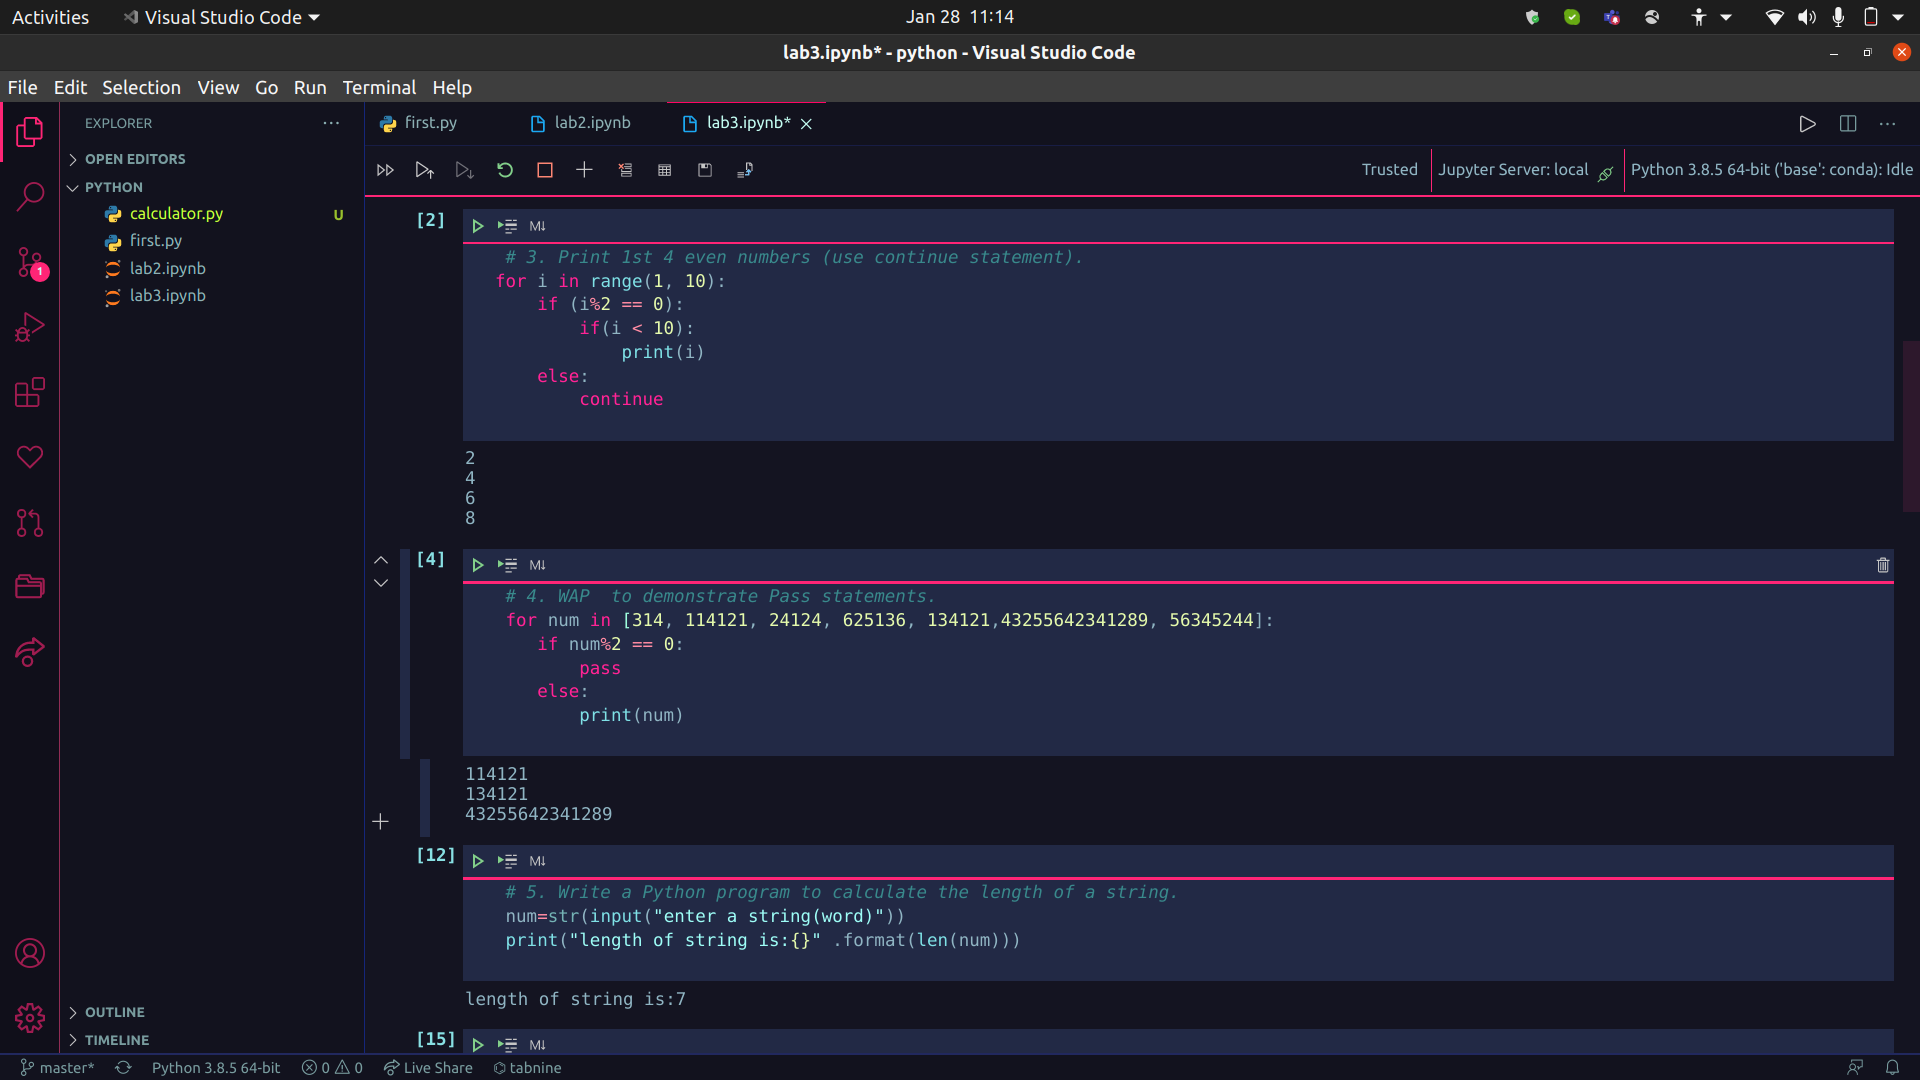 Activities Visual Studio Code Jan 28 11:14
lab3.ipynb* - python - Visual Studio Code
File Edit Selection View Go Run Terminal Help
EXPLORER
OPEN EDITORS
PYTHON
calculator.py U
first.py
lab2.ipynb
lab3.ipynb
OUTLINE
TIMELINE
1
first.py lab2.ipynb lab3.ipynb*
Trusted Jupyter Server: local Python 3.8.5 64-bit ('base': conda): Idle
[2] M↓
# 3. Print 1st 4 even numbers (use continue statement).
for i in range(1, 10):
    if (i%2 == 0):
        if(i < 10):
            print(i)
    else:
        continue
2
4
6
8
[4] M↓
# 4. WAP  to demonstrate Pass statements.
for num in [314, 114121, 24124, 625136, 134121,43255642341289, 56345244]:
   if num%2 == 0:
       pass
   else:
       print(num)
114121
134121
43255642341289
[12] M↓
# 5. Write a Python program to calculate the length of a string.
num=str(input("enter a string(word)"))
print("length of string is:{}" .format(len(num)))
length of string is:7
[15] M↓
master* Python 3.8.5 64-bit 0 0 Live Share tabnine